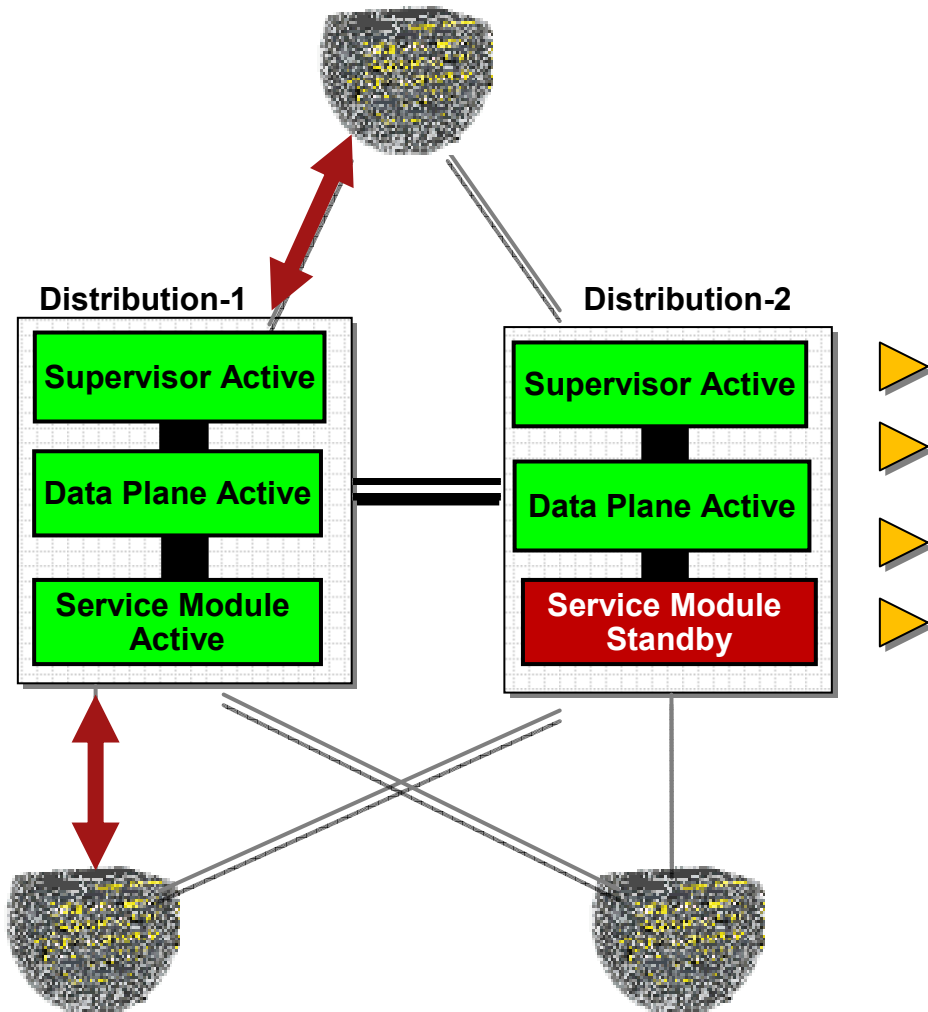 Distribution-1
Distribution-2
Supervisor Active
Data Plane Active
Service Module
Active
Supervisor Active
Data Plane Active
Service Module
Standby